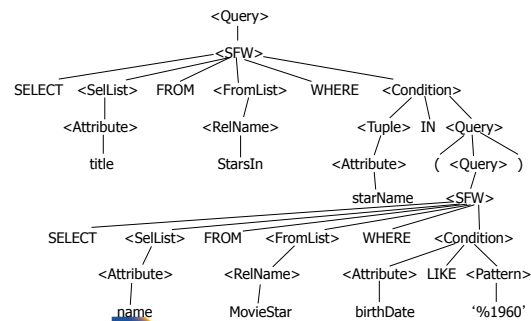 <Query>
<SFW>
SELECT <SelList> FROM <FromList> WHERE <Condition>
<Attribute> <RelName> <Tuple> IN <Query>
title StarsIn <Attribute> ( <Query> )
starName <SFW>
SELECT <SelList> FROM <FromList> WHERE <Condition>
<Attribute> <RelName> <Attribute> LIKE <Pattern>
name MovieStar birthDate ‘%1960’